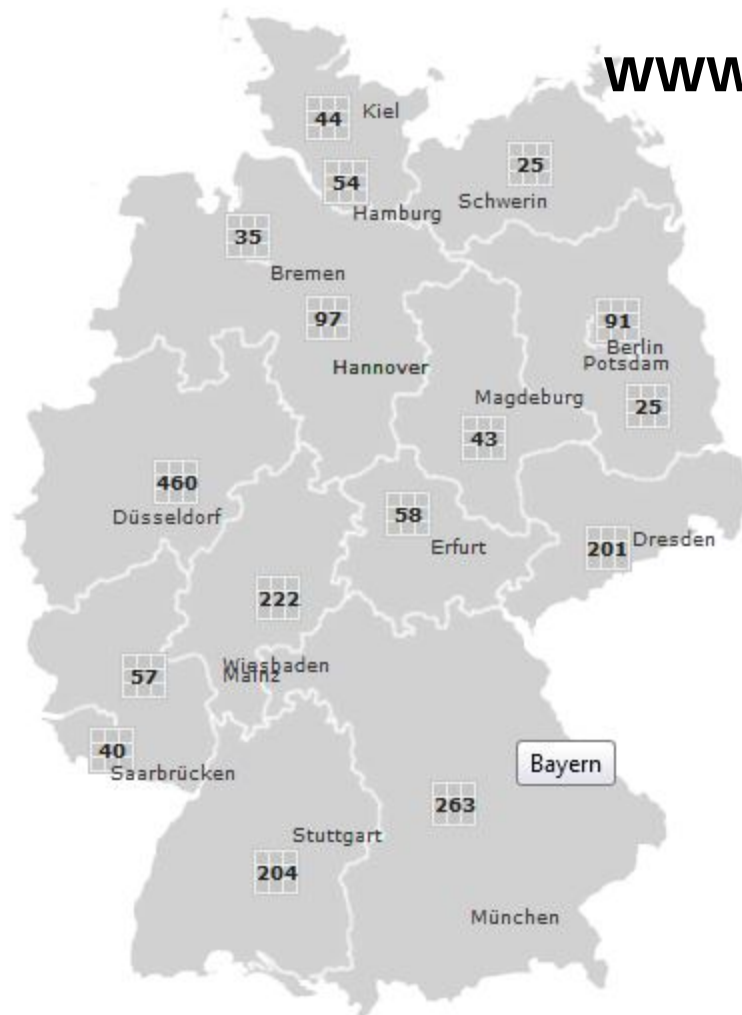 www
44 Kiel
25
54
Schwerin
Hamburg
35
Bremen
97
91
Berlin
Potsdam
Hannover
Magdeburg
25
43
460
Düsseldorf
58
Erfurt
201 Dresden
222
Wiesbaden
Mainz
57
40
Saarbrücken
Bayern
263
Stuttgart
204
München